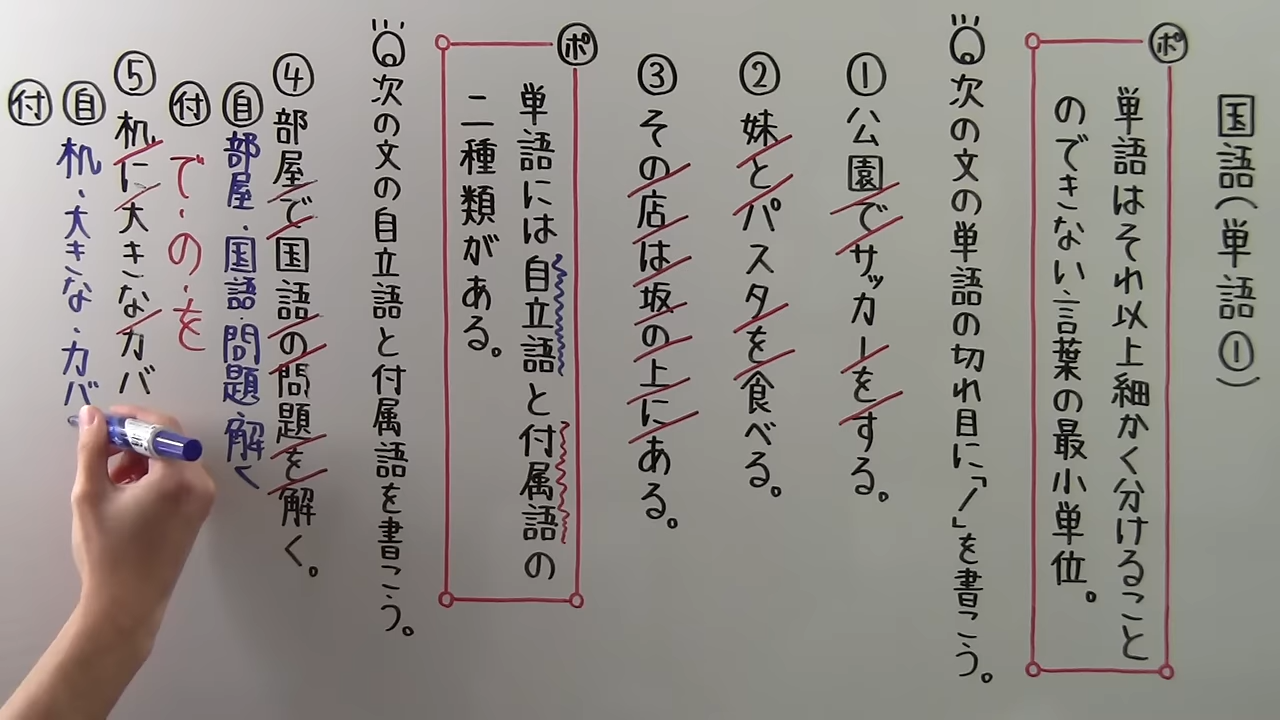 国語(単語①)
ポ
単語はそれ以上細かく分けること
のできない言葉の最小単位。
Q次の文の単語の切れ目に「/」を書こう。
①公園/で/サッカー/を/する。
②妹/と/パスタ/を/食べる。
③その/店/は/坂/の/上/に/ある。
ポ
単語には自立語と付属語の
二種類がある。
Q次の文の自立語と付属語を書こう。
④部屋/で/国語/の/問題/を/解く。
自部屋・国語・問題・解く
付で・の・を
⑤机/に/大きな/カバ
自机・大きな・カバ
付